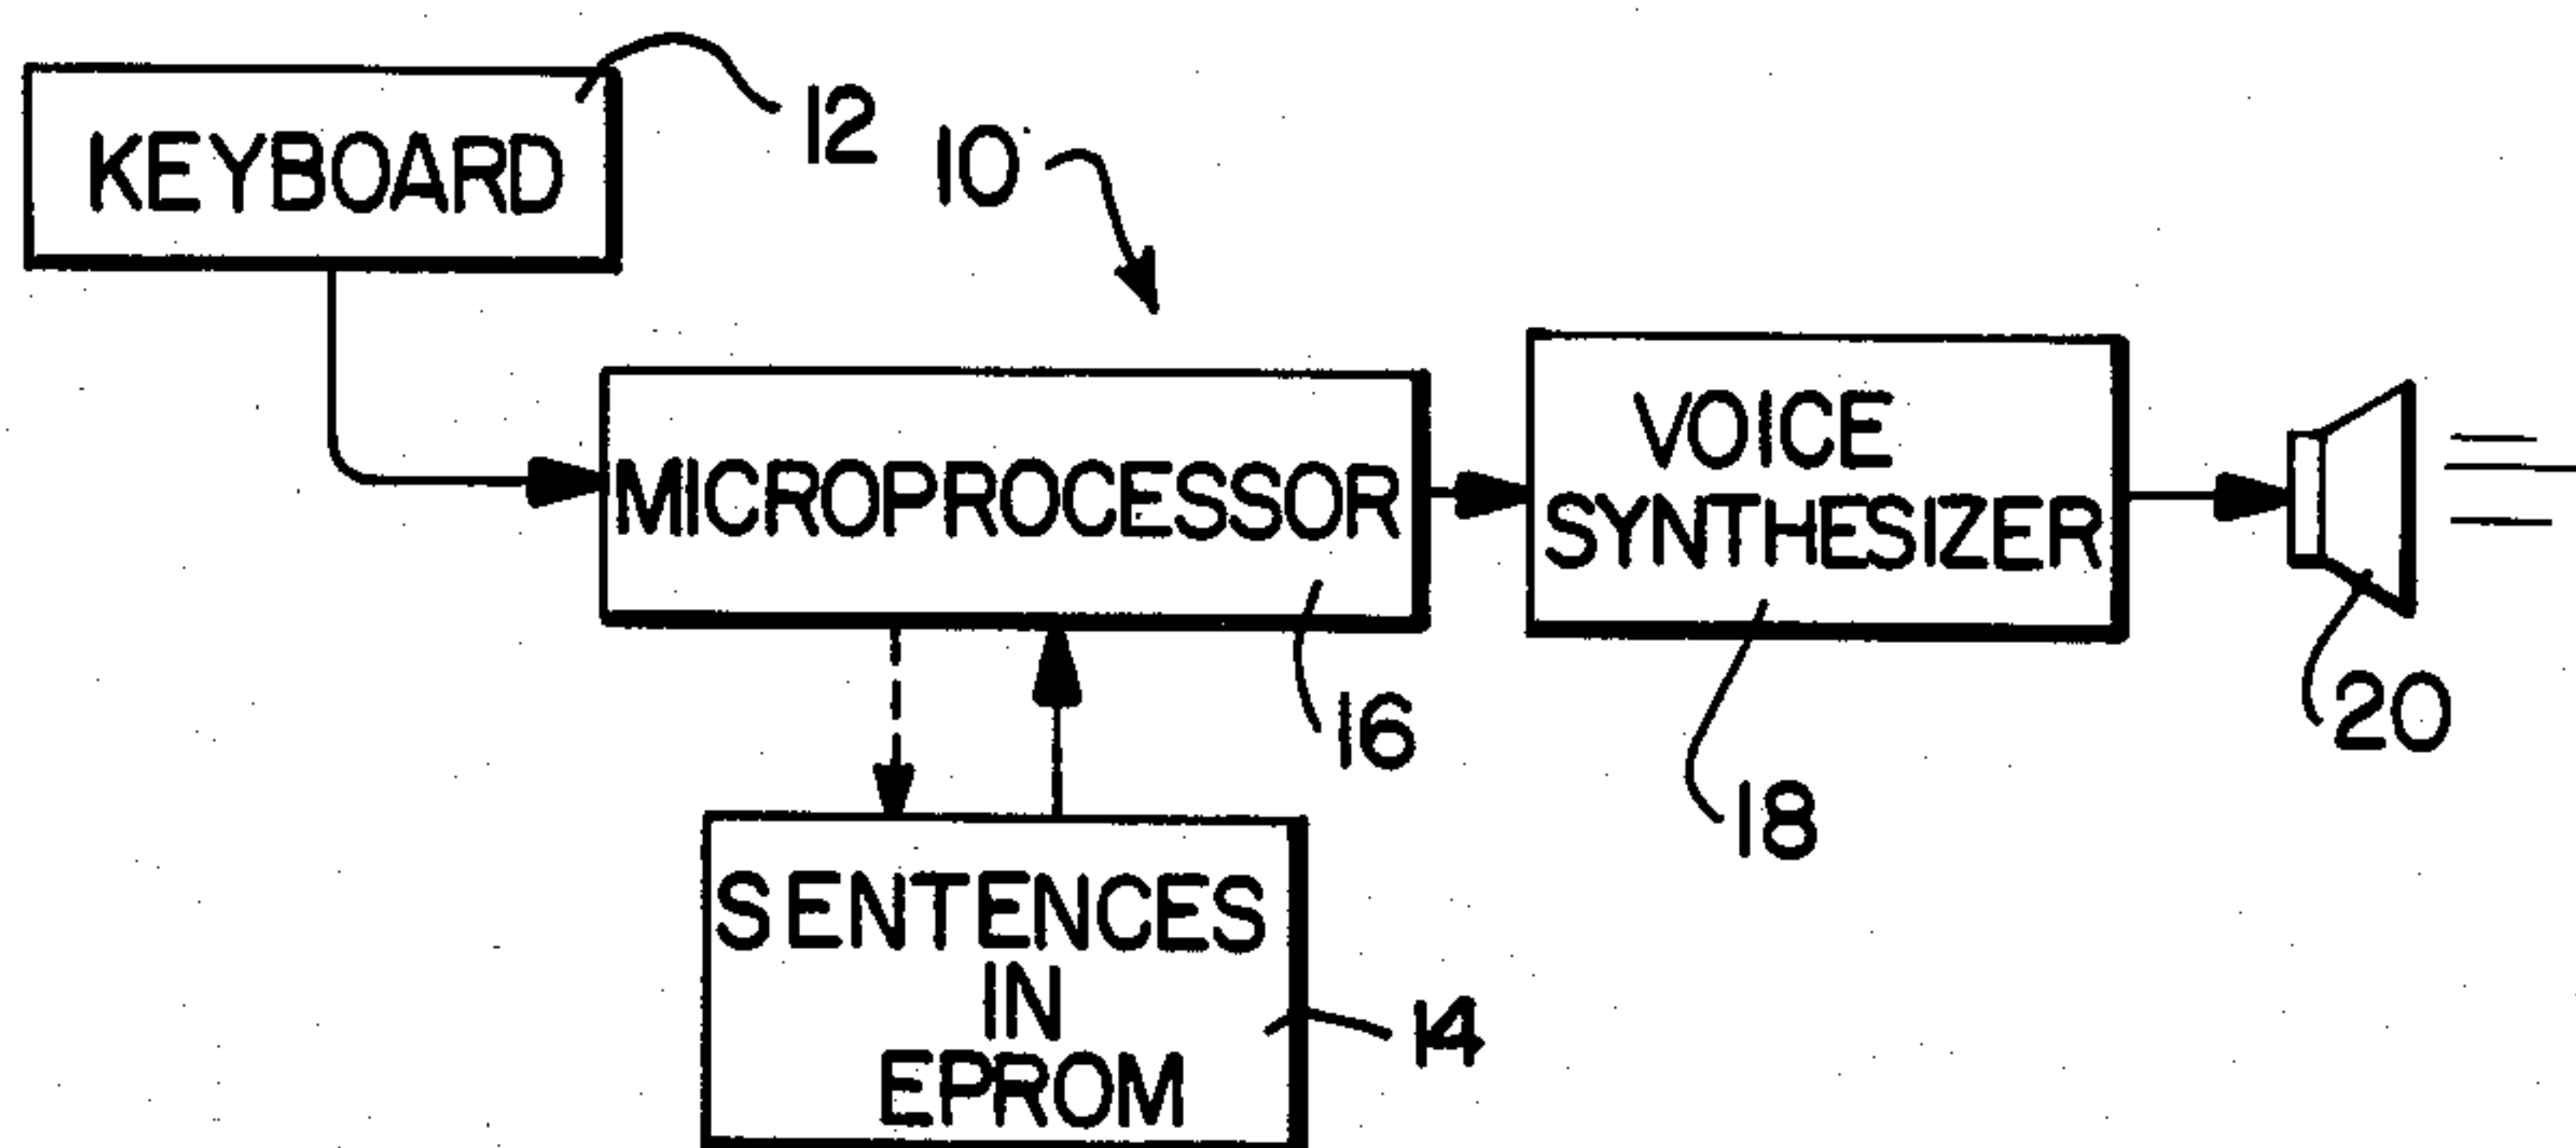 KEYBOARD
12
10
MICROPROCESSOR
16
VOICE
SYNTHESIZER
18
20
SENTENCES
IN
EPROM
14